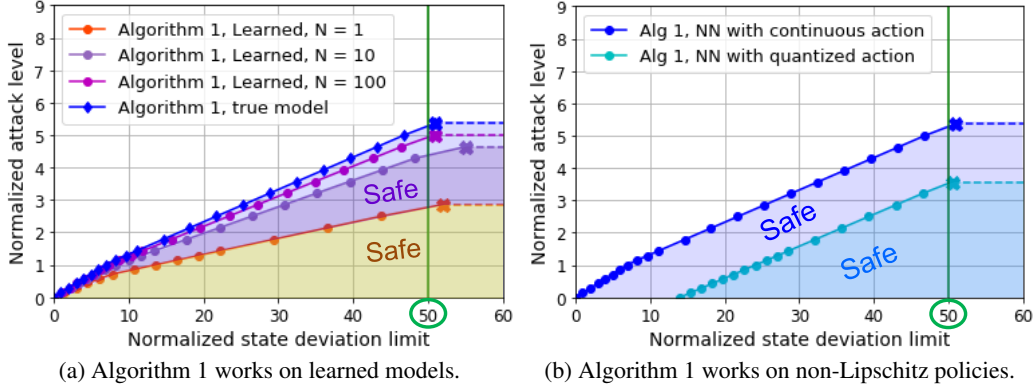 9
8
7
6
5
4
3
2
1
0
Normalized attack level
Algorithm 1, Learned, N = 1
Algorithm 1, Learned, N = 10
Algorithm 1, Learned, N = 100
Algorithm 1, true model
Safe
Safe
0 10 20 30 40 50 60
Normalized state deviation limit
(a) Algorithm 1 works on learned models.
9
8
7
6
5
4
3
2
1
0
Normalized attack level
Alg 1, NN with continuous action
Alg 1, NN with quantized action
Safe
Safe
0 10 20 30 40 50 60
Normalized state deviation limit
(b) Algorithm 1 works on non-Lipschitz policies.